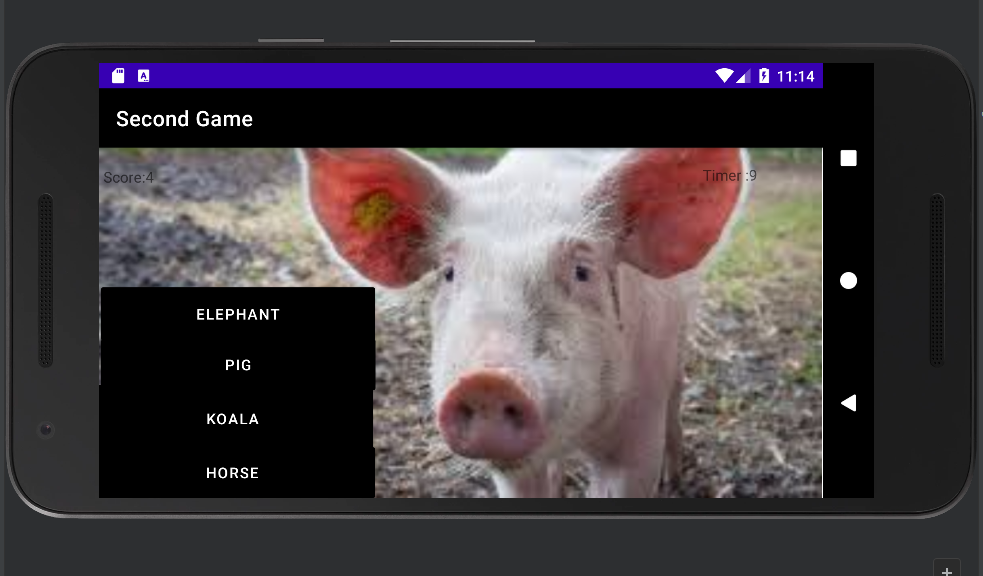 11:14
Second Game
Score:4
Timer :9
ELEPHANT
PIG
KOALA
HORSE